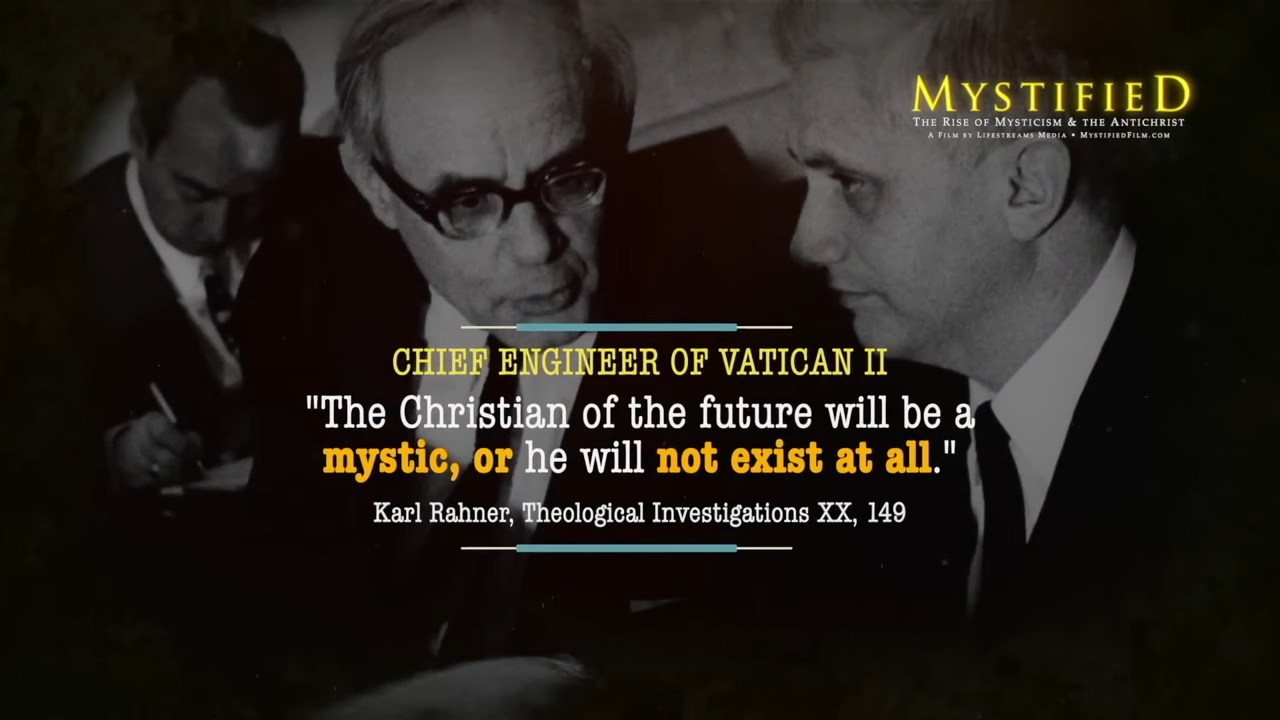 MYSTIFIED
THE RISE OF MYSTICISM & THE ANTICHRIST
A FILM BY LIFESTREAMS MEDIA • MYSTIFIEDFILM.COM
CHIEF ENGINEER OF VATICAN II
"The Christian of the future will be a
mystic, or he will not exist at all."
Karl Rahner, Theological Investigations XX, 149